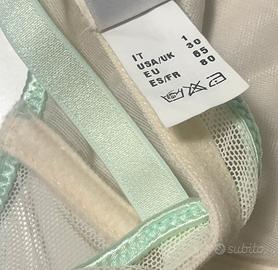 IT 1
USA/UK 30
EU 65
ES/FR 80
subito